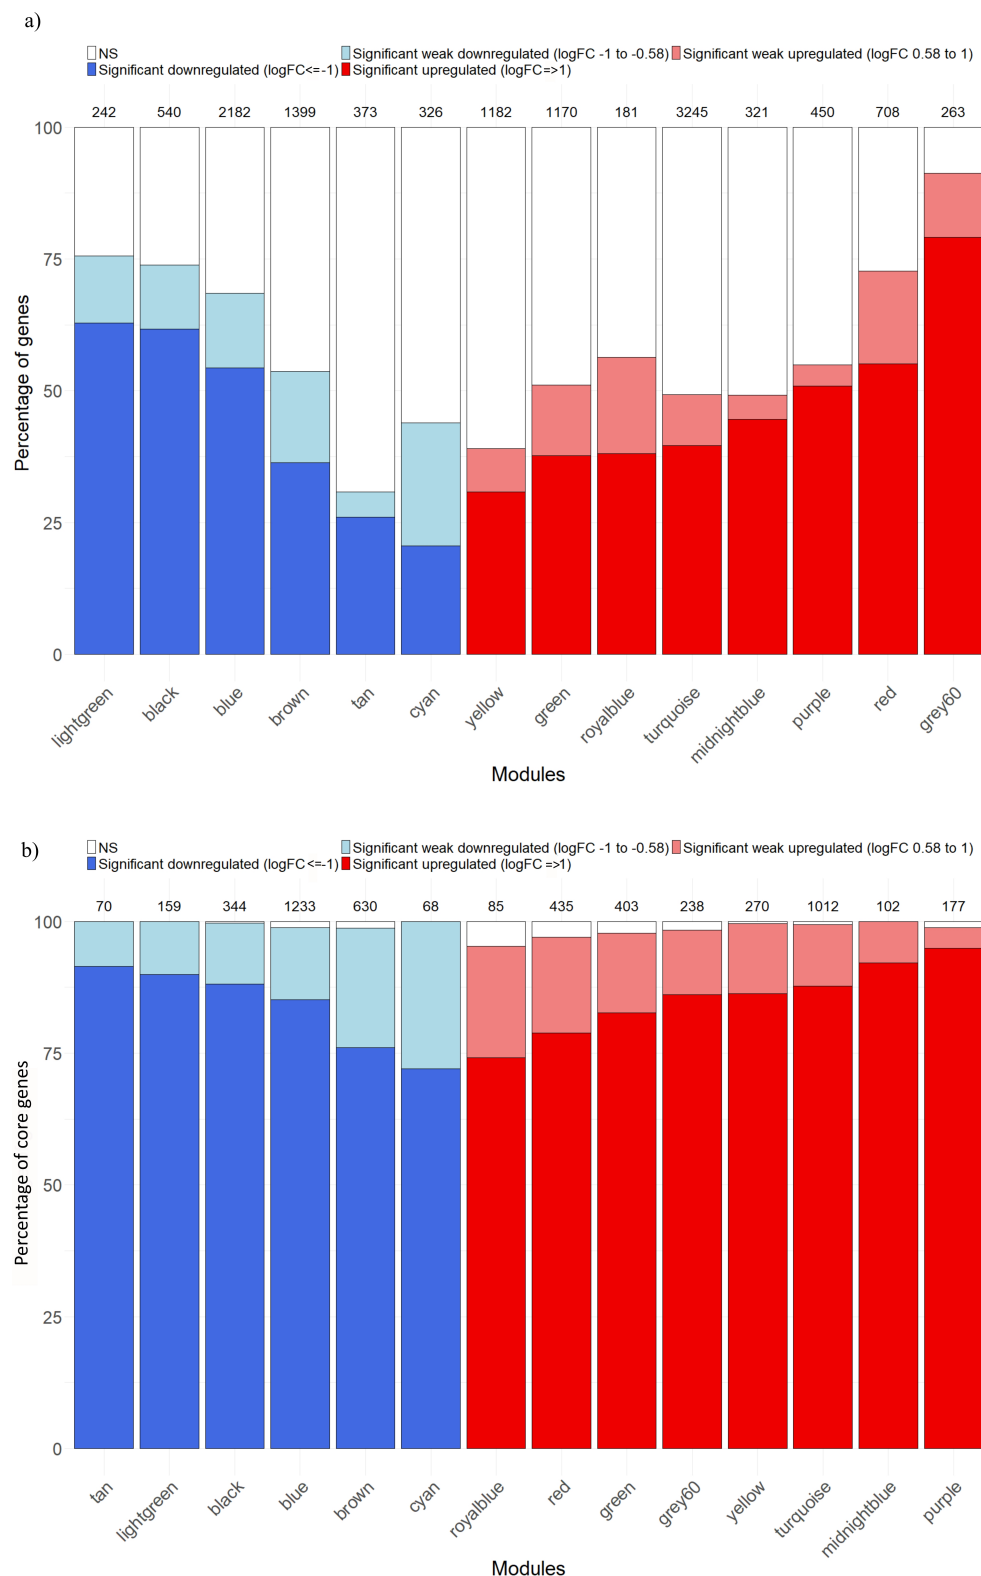 a)
NS Significant weak downregulated (logFC -1 to -0.58) Significant weak upregulated (logFC 0.58 to 1)
Significant downregulated (logFC<=-1) Significant upregulated (logFC=>1)
242 540 2182 1399 373 326 1182 1170 181 3245 321 450 708 263
100
75
50
25
0
Percentage of genes
lightgreen black blue brown tan cyan yellow green royalblue turquoise midnightblue purple red grey60
Modules
b)
NS Significant weak downregulated (logFC -1 to -0.58) Significant weak upregulated (logFC 0.58 to 1)
Significant downregulated (logFC<=-1) Significant upregulated (logFC =>1)
70 159 344 1233 630 68 85 435 403 238 270 1012 102 177
100
75
50
25
0
Percentage of core genes
tan lightgreen black blue brown cyan royalblue red green grey60 yellow turquoise midnightblue purple
Modules